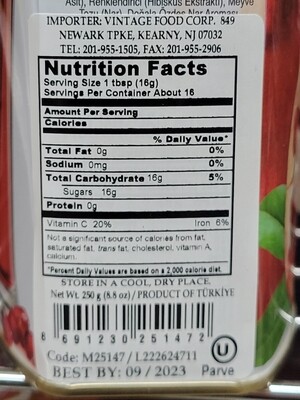 Asit), Renklendirici (Hibiskus Ekstraktı), Meyve
Tozu (Nar), Doğala Özdeş Nar Aroması
IMPORTER: VINTAGE FOOD CORP. 849
NEWARK TPKE, KEARNY, NJ 07032
TEL: 201-955-1505, FAX: 201-955-2906
Nutrition Facts
Serving Size 1 tbsp (16g)
Servings Per Container About 16
Amount Per Serving
Calories
% Daily Value*
Total Fat 0g 0%
Sodium 0mg 0%
Total Carbohydrate 16g 5%
Sugars 16g
Protein 0g
Vitamin C 20% Iron 8%
Not a significant source of calories from fat,
saturated fat, trans fat, cholesterol, vitamin A,
calcium.
*Percent Daily Values are based on a 2,000 calorie diet.
STORE IN A COOL, DRY PLACE.
Net Wt. 250 g (8.8 oz) / PRODUCT OF TÜRKİYE
8 691230 251472
Code: M25147 / L222624711
BEST BY: 09 / 2023
U
Parve